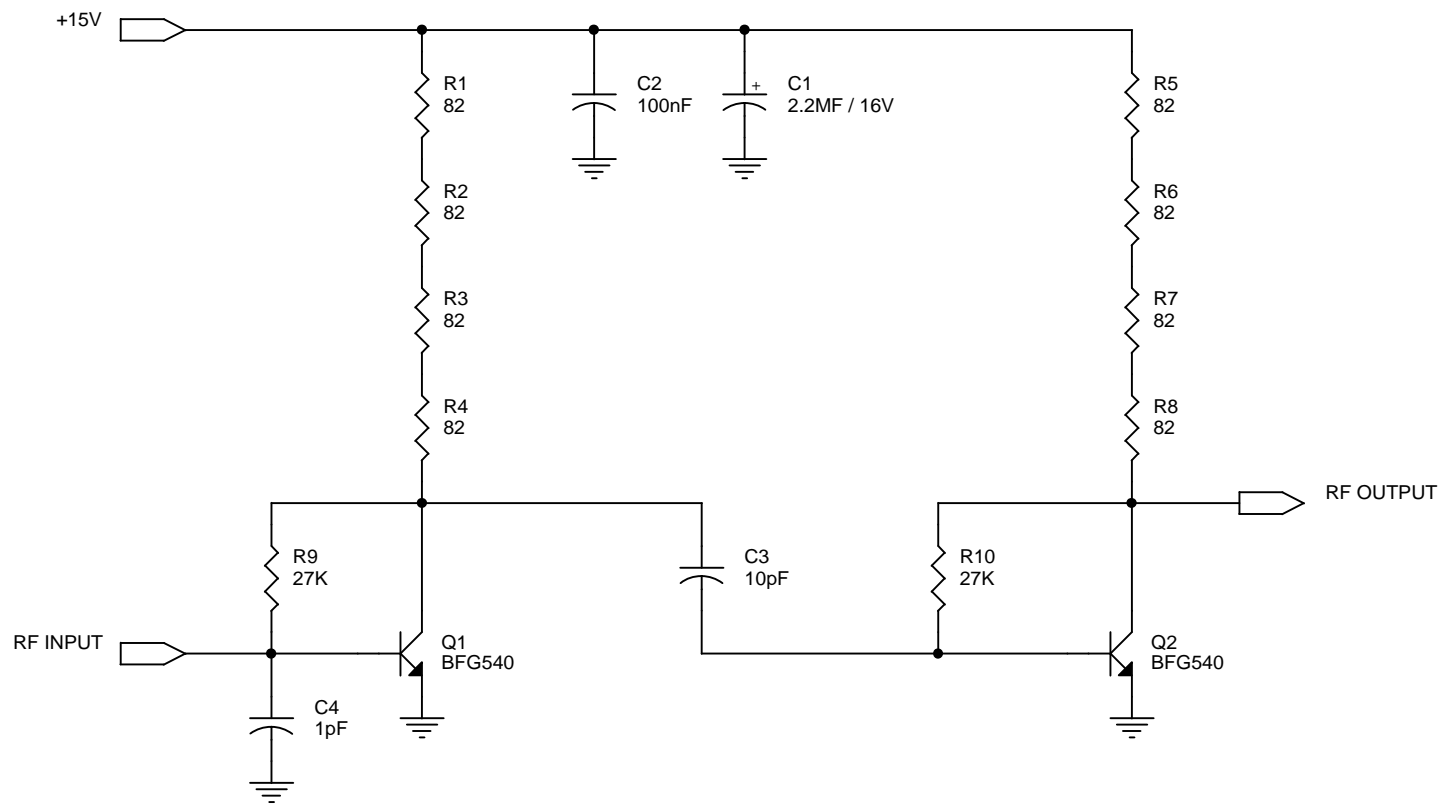 +15V
R1
82
C2
100nF
+
C1
2.2MF / 16V
R5
82
R2
82
R6
82
R3
82
R7
82
R4
82
R8
82
RF OUTPUT
R9
27K
C3
10pF
R10
27K
RF INPUT
Q1
BFG540
Q2
BFG540
C4
1pF